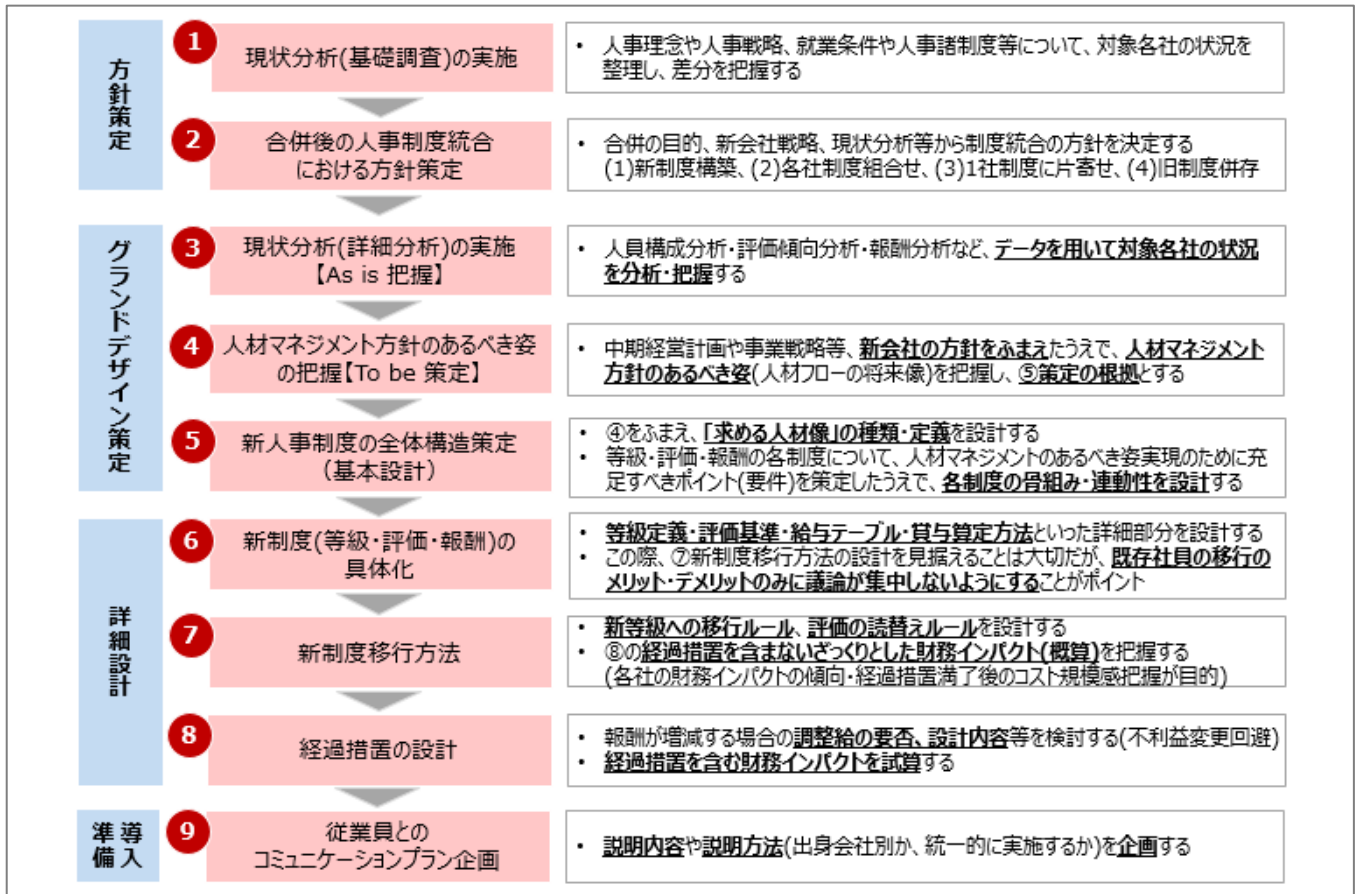 方針策定
1
現状分析(基礎調査)の実施
・ 人事理念や人事戦略、就業条件や人事諸制度等について、対象各社の状況を
整理し、差分を把握する
2
合併後の人事制度統合
における方針策定
・ 合併の目的、新会社戦略、現状分析等から制度統合の方針を決定する
(1)新制度構築、(2)各社制度組合せ、(3)1社制度に片寄せ、(4)旧制度併存
グランドデザイン策定
3
現状分析(詳細分析)の実施
【As is 把握】
・ 人員構成分析・評価傾向分析・報酬分析など、データを用いて対象各社の状況
を分析・把握する
4
人材マネジメント方針のあるべき姿
の把握【To be 策定】
・ 中期経営計画や事業戦略等、新会社の方針をふまえたうえで、人材マネジメント
方針のあるべき姿(人材フローの将来像)を把握し、⑤策定の根拠とする
5
新人事制度の全体構造策定
(基本設計)
・ ④をふまえ、「求める人材像」の種類・定義を設計する
・ 等級・評価・報酬の各制度について、人材マネジメントのあるべき姿実現のために充
足すべきポイント(要件)を策定したうえで、各制度の骨組み・連動性を設計する
詳細設計
6
新制度(等級・評価・報酬)の
具体化
・ 等級定義・評価基準・給与テーブル・賞与算定方法といった詳細部分を設計する
・ この際、⑦新制度移行方法の設計を見据えることは大切だが、既存社員の移行の
メリット・デメリットのみに議論が集中しないようにすることがポイント
7
新制度移行方法
・ 新等級への移行ルール、評価の読替えルールを設計する
・ ⑧の経過措置を含まないざっくりとした財務インパクト(概算)を把握する
(各社の財務インパクトの傾向・経過措置満了後のコスト規模感把握が目的)
8
経過措置の設計
・ 報酬が増減する場合の調整給の要否、設計内容等を検討する(不利益変更回避)
・ 経過措置を含む財務インパクトを試算する
導入準備
9
従業員との
コミュニケーションプラン企画
・ 説明内容や説明方法(出身会社別か、統一的に実施するか)を企画する